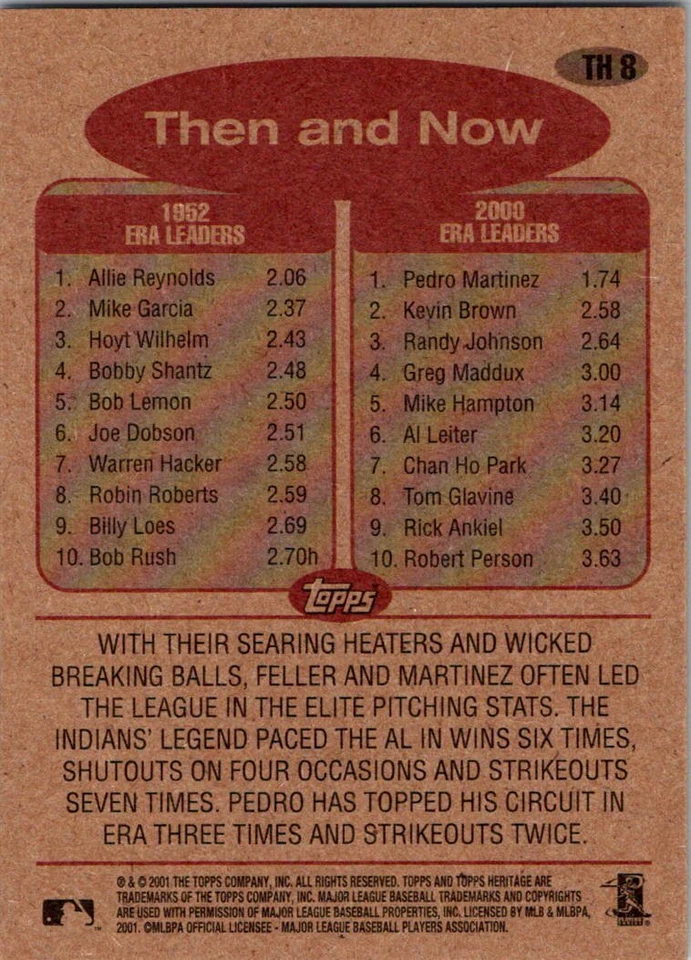 TH 8
Then and Now
1952
ERA LEADERS
1. Allie Reynolds 2.06
2. Mike Garcia 2.37
3. Hoyt Wilhelm 2.43
4. Bobby Shantz 2.48
5. Bob Lemon 2.50
6. Joe Dobson 2.51
7. Warren Hacker 2.58
8. Robin Roberts 2.59
9. Billy Loes 2.69
10. Bob Rush 2.70h
2000
ERA LEADERS
1. Pedro Martinez 1.74
2. Kevin Brown 2.58
3. Randy Johnson 2.64
4. Greg Maddux 3.00
5. Mike Hampton 3.14
6. Al Leiter 3.20
7. Chan Ho Park 3.27
8. Tom Glavine 3.40
9. Rick Ankiel 3.50
10. Robert Person 3.63
topps
WITH THEIR SEARING HEATERS AND WICKED
BREAKING BALLS, FELLER AND MARTINEZ OFTEN LED
THE LEAGUE IN THE ELITE PITCHING STATS. THE
INDIANS' LEGEND PACED THE AL IN WINS SIX TIMES,
SHUTOUTS ON FOUR OCCASIONS AND STRIKEOUTS
SEVEN TIMES. PEDRO HAS TOPPED HIS CIRCUIT IN
ERA THREE TIMES AND STRIKEOUTS TWICE.
® & © 2001 THE TOPPS COMPANY, INC. ALL RIGHTS RESERVED. TOPPS AND TOPPS HERITAGE ARE
TRADEMARKS OF THE TOPPS COMPANY, INC. MAJOR LEAGUE BASEBALL TRADEMARKS AND COPYRIGHTS
ARE USED WITH PERMISSION OF MAJOR LEAGUE BASEBALL PROPERTIES, INC. LICENSED BY MLB & MLBPA,
2001. ©MLBPA OFFICIAL LICENSEE - MAJOR LEAGUE BASEBALL PLAYERS ASSOCIATION.